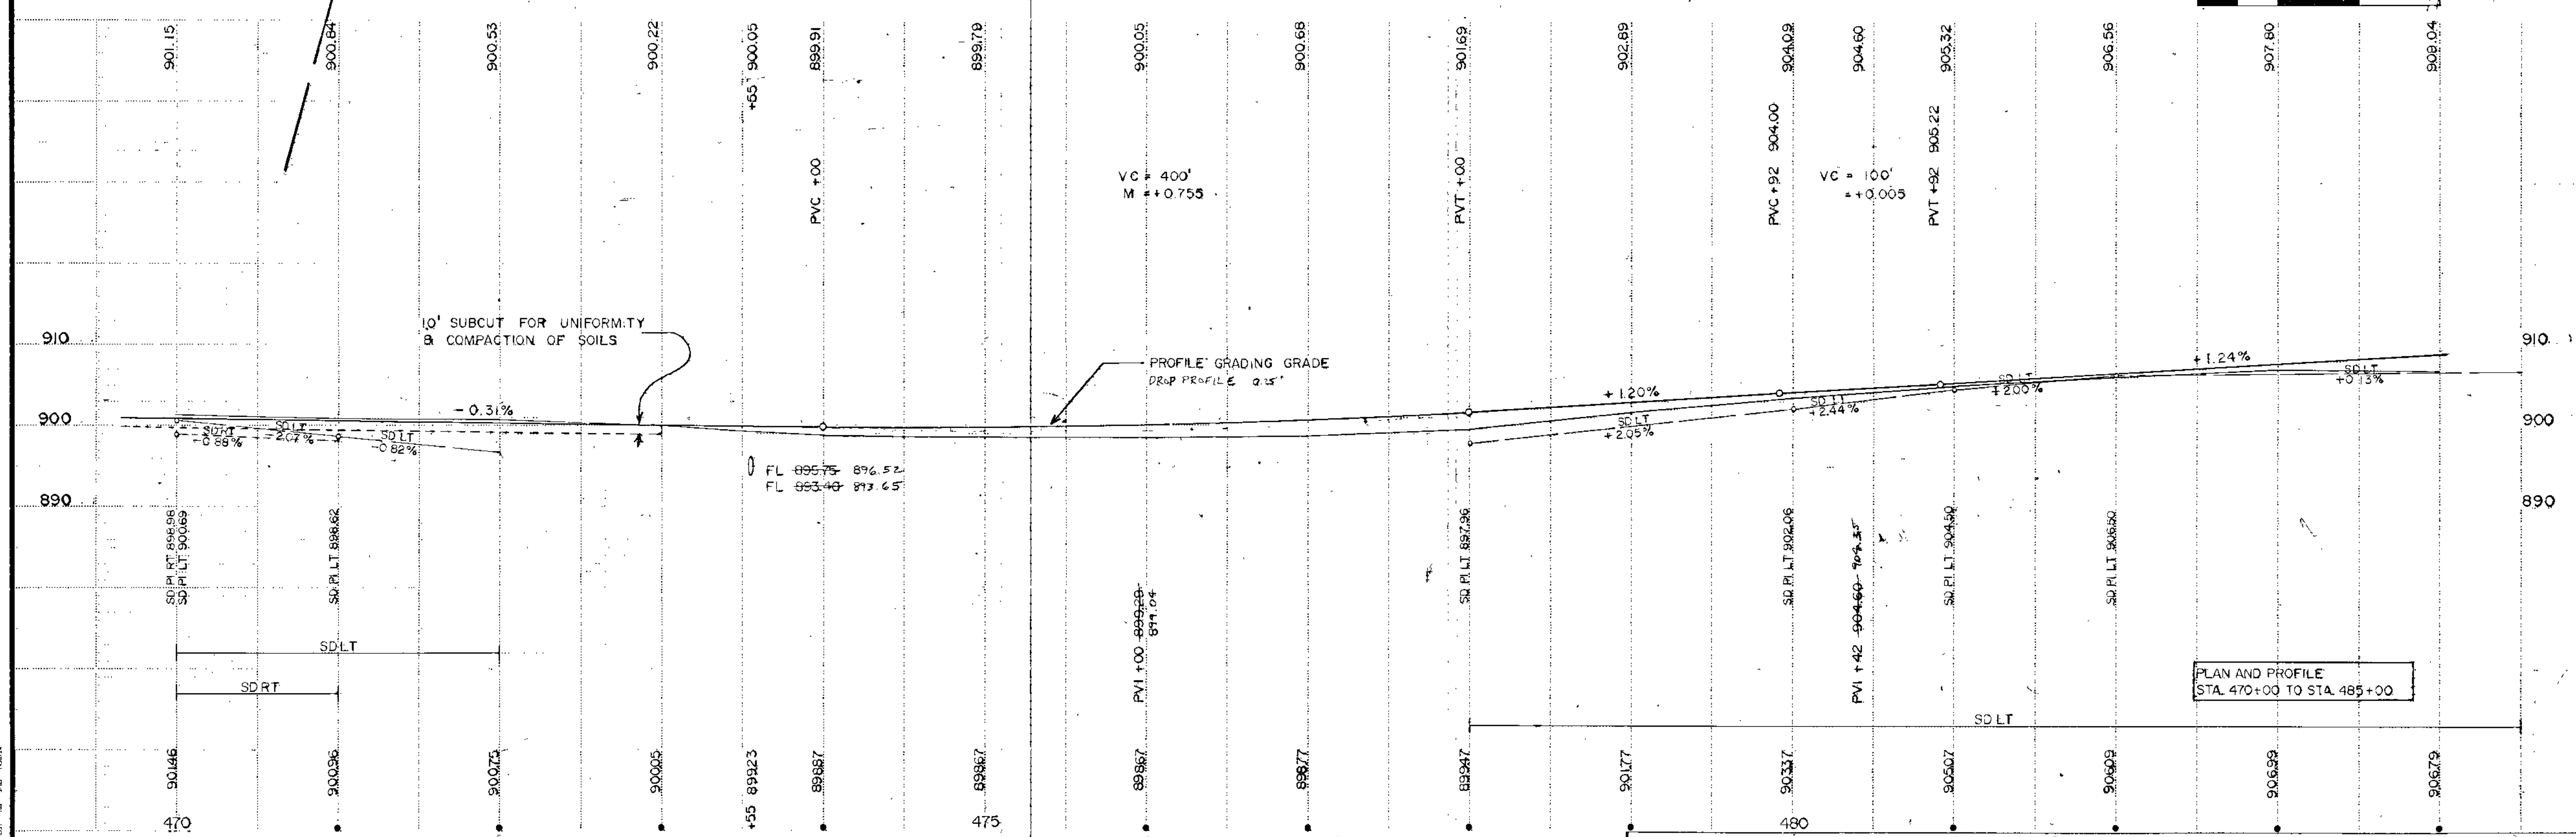 901.15
900.84
900.53
900.22
+55 900.05
899.91
899.79
900.05
900.68
901.69
902.89
904.09
904.60
905.32
906.56
907.80
909.04
PVC +00
VC = 400'
M = +0.755
PVT +00
PVC +92 904.00
VC = 100'
= +0.005
PVT +92 905.22
1.0' SUBCUT FOR UNIFORMITY
& COMPACTION OF SOILS
PROFILE GRADING GRADE
DROP PROFILE 0.25'
910
910
900
900
890
890
- 0.31%
+ 1.20%
+ 1.24%
SD RT
-0.89%
SD LT
-2.07%
SD LT
-0.82%
SD LT
+2.05%
SD LT
+2.44%
SD LT
+2.00%
SD LT
+0.13%
FL 895.75 896.52
FL 893.40 893.65
SD PI RT 898.98
SD PI LT 900.69
SD PI LT 898.62
PVI +00 899.29
899.04
SD PI LT 897.96
SD PI LT 902.06
PVI +42 904.60 904.35
SD PI LT 904.50
SD PI LT 906.50
SD LT
SD RT
SD LT
PLAN AND PROFILE
STA. 470+00 TO STA. 485+00
901.46
900.96
900.75
900.05
+55 899.23
898.87
898.67
898.67
898.77
899.47
901.77
903.37
905.07
906.09
906.99
906.79
470
475
480